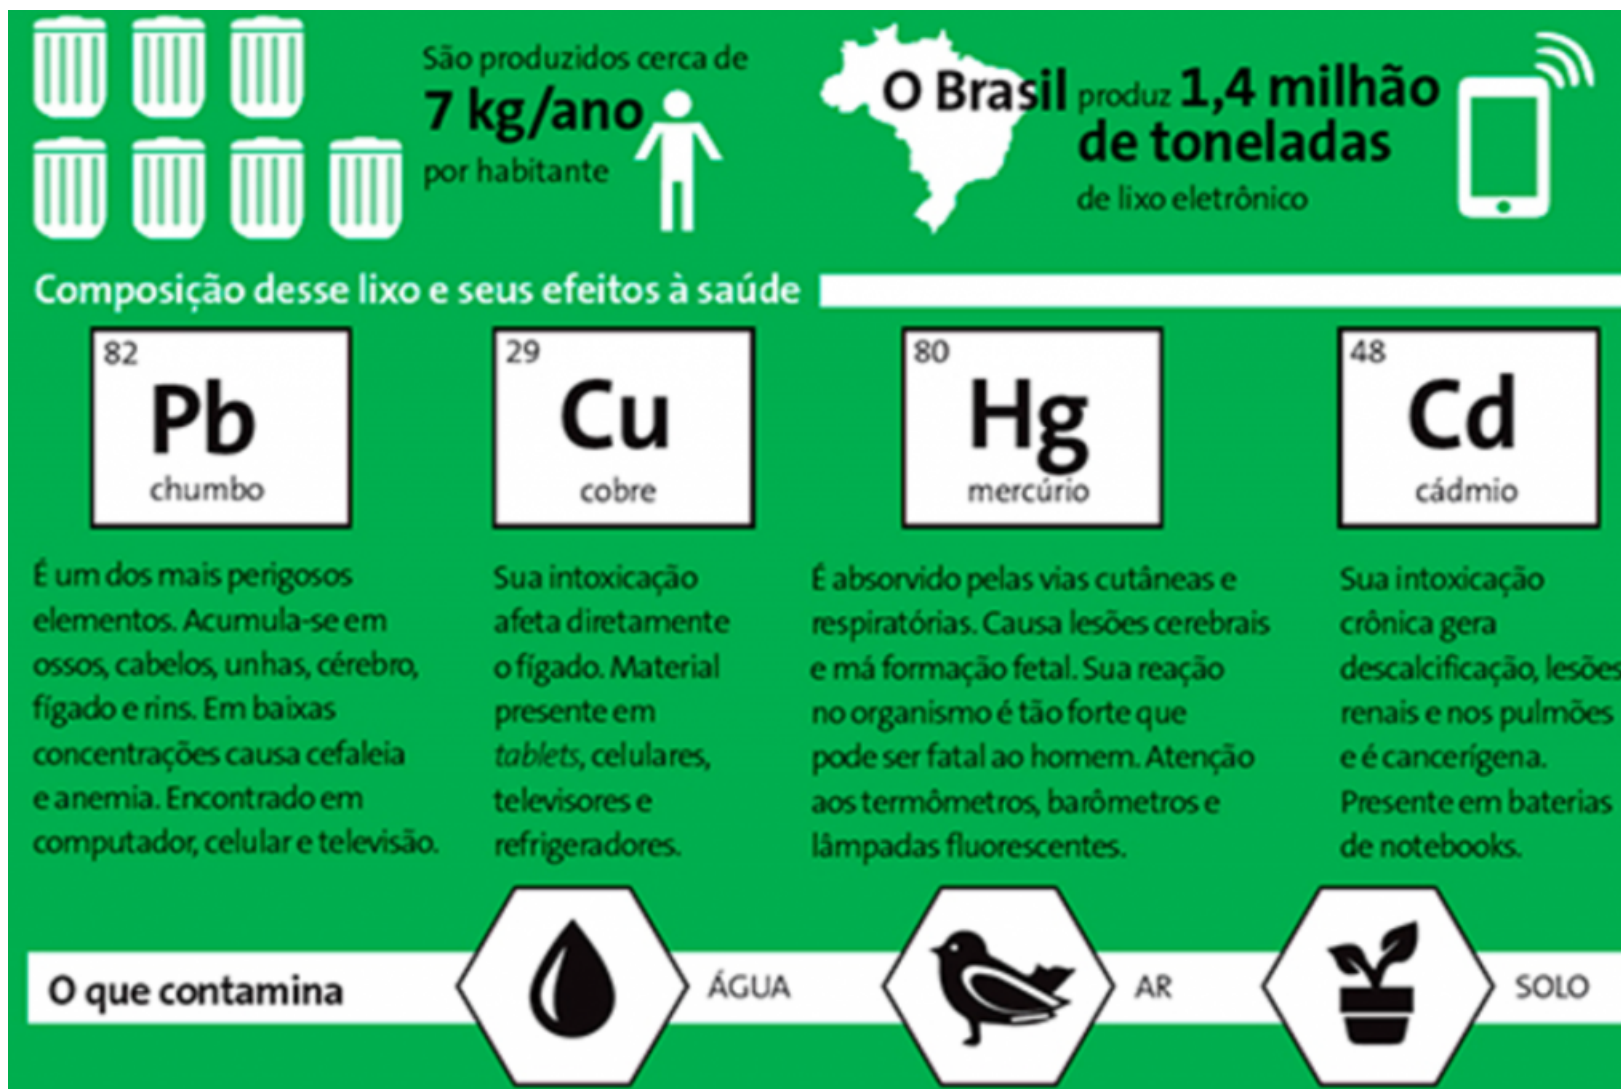 São produzidos cerca de
7 kg/ano
por habitante
O Brasil produz 1,4 milhão
de toneladas
de lixo eletrônico
Composição desse lixo e seus efeitos à saúde
82
Pb
chumbo
É um dos mais perigosos
elementos. Acumula-se em
ossos, cabelos, unhas, cérebro,
fígado e rins. Em baixas
concentrações causa cefaleia
e anemia. Encontrado em
computador, celular e televisão.
29
Cu
cobre
Sua intoxicação
afeta diretamente
o fígado. Material
presente em
tablets, celulares,
televisores e
refrigeradores.
80
Hg
mercúrio
É absorvido pelas vias cutâneas e
respiratórias. Causa lesões cerebrais
e má formação fetal. Sua reação
no organismo é tão forte que
pode ser fatal ao homem. Atenção
aos termômetros, barômetros e
lâmpadas fluorescentes.
48
Cd
cádmio
Sua intoxicação
crônica gera
descalcificação, lesões
renais e nos pulmões
e é cancerígena.
Presente em baterias
de notebooks.
O que contamina
ÁGUA
AR
SOLO